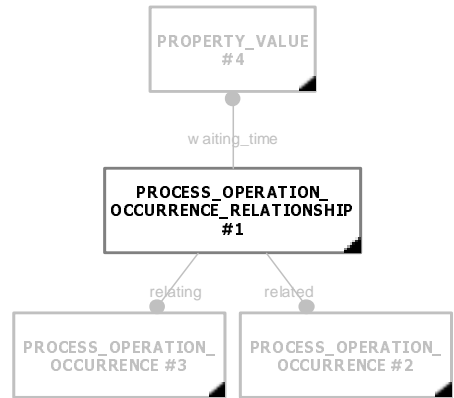 PROPERTY_VALUE
#4
waiting_time
PROCESS_OPERATION_
OCCURRENCE_RELATIONSHIP
#1
relating
related
PROCESS_OPERATION_
OCCURRENCE #3
PROCESS_OPERATION_
OCCURRENCE #2